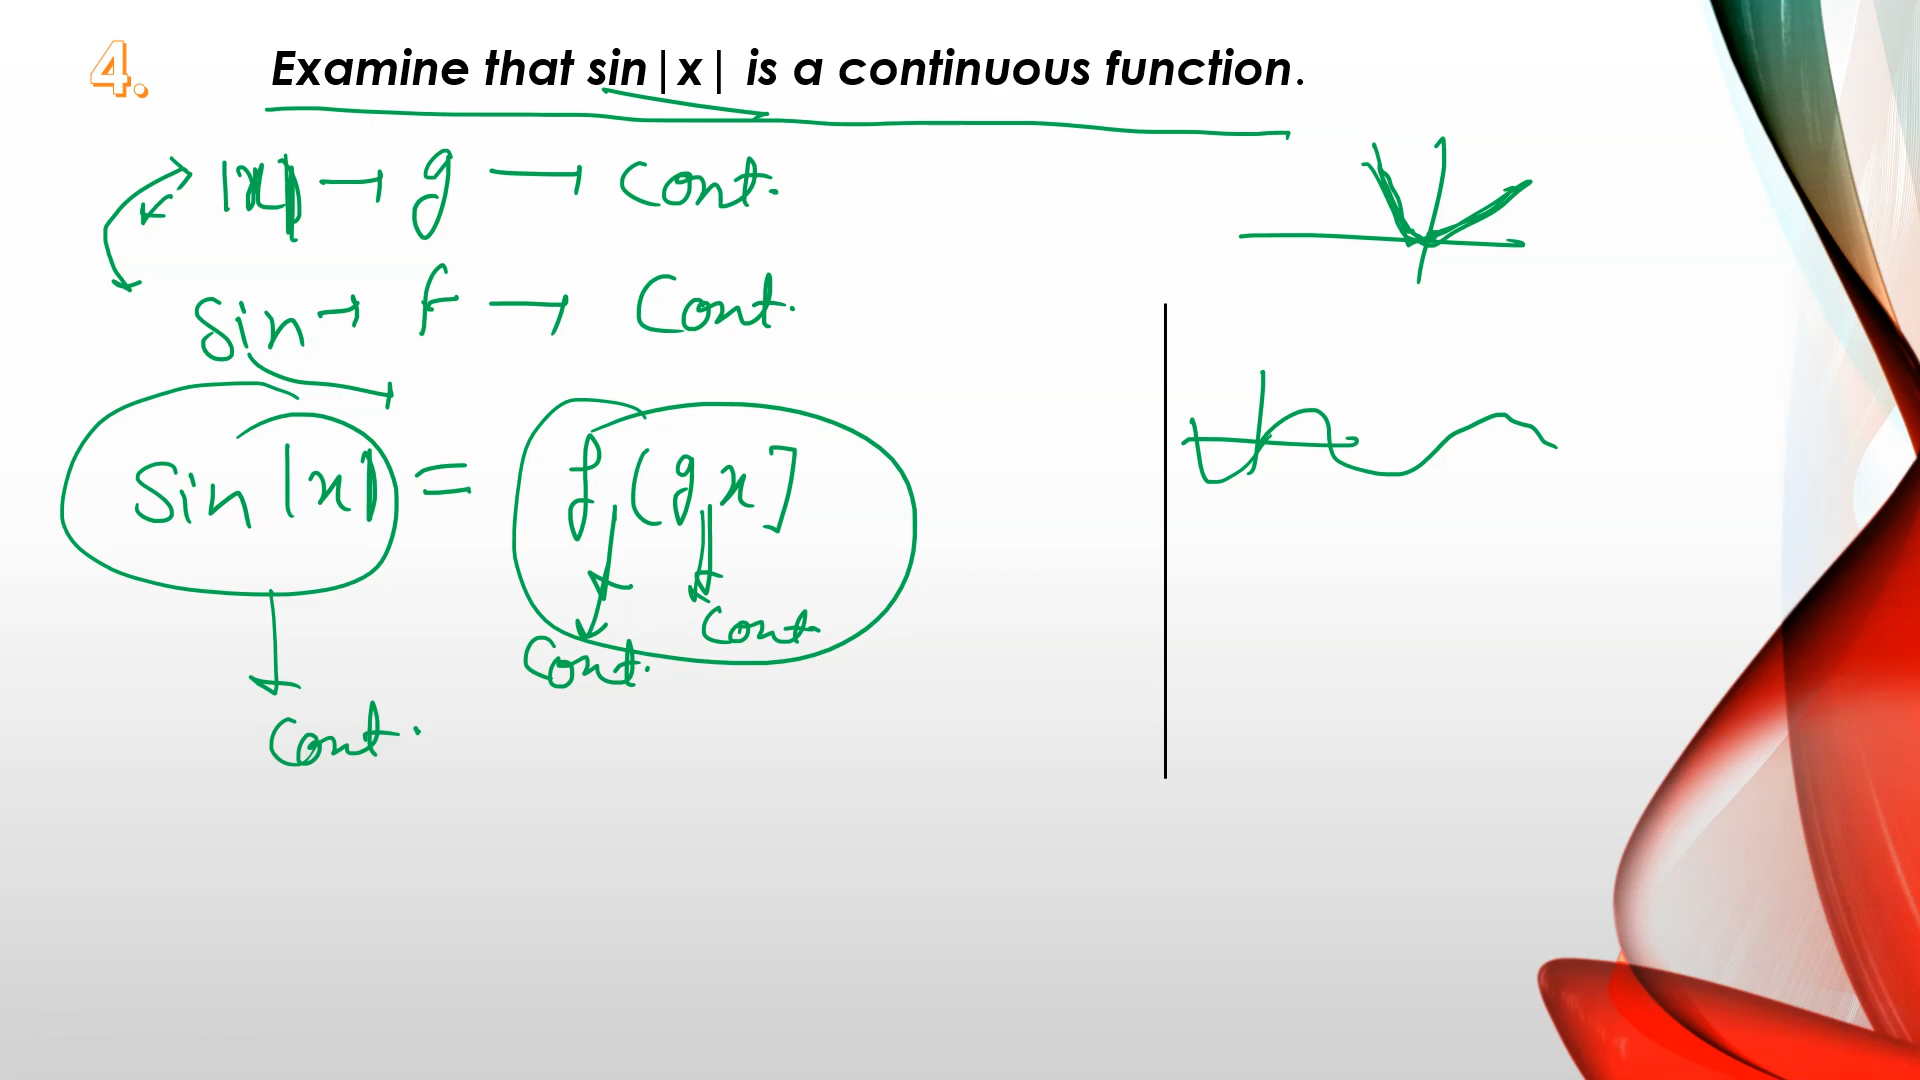 4. Examine that sin|x| is a continuous function.
|x| → g → Cont.
Sin → f → Cont.
Sin |x| = f(gx]
Cont
Cont.
Cont.